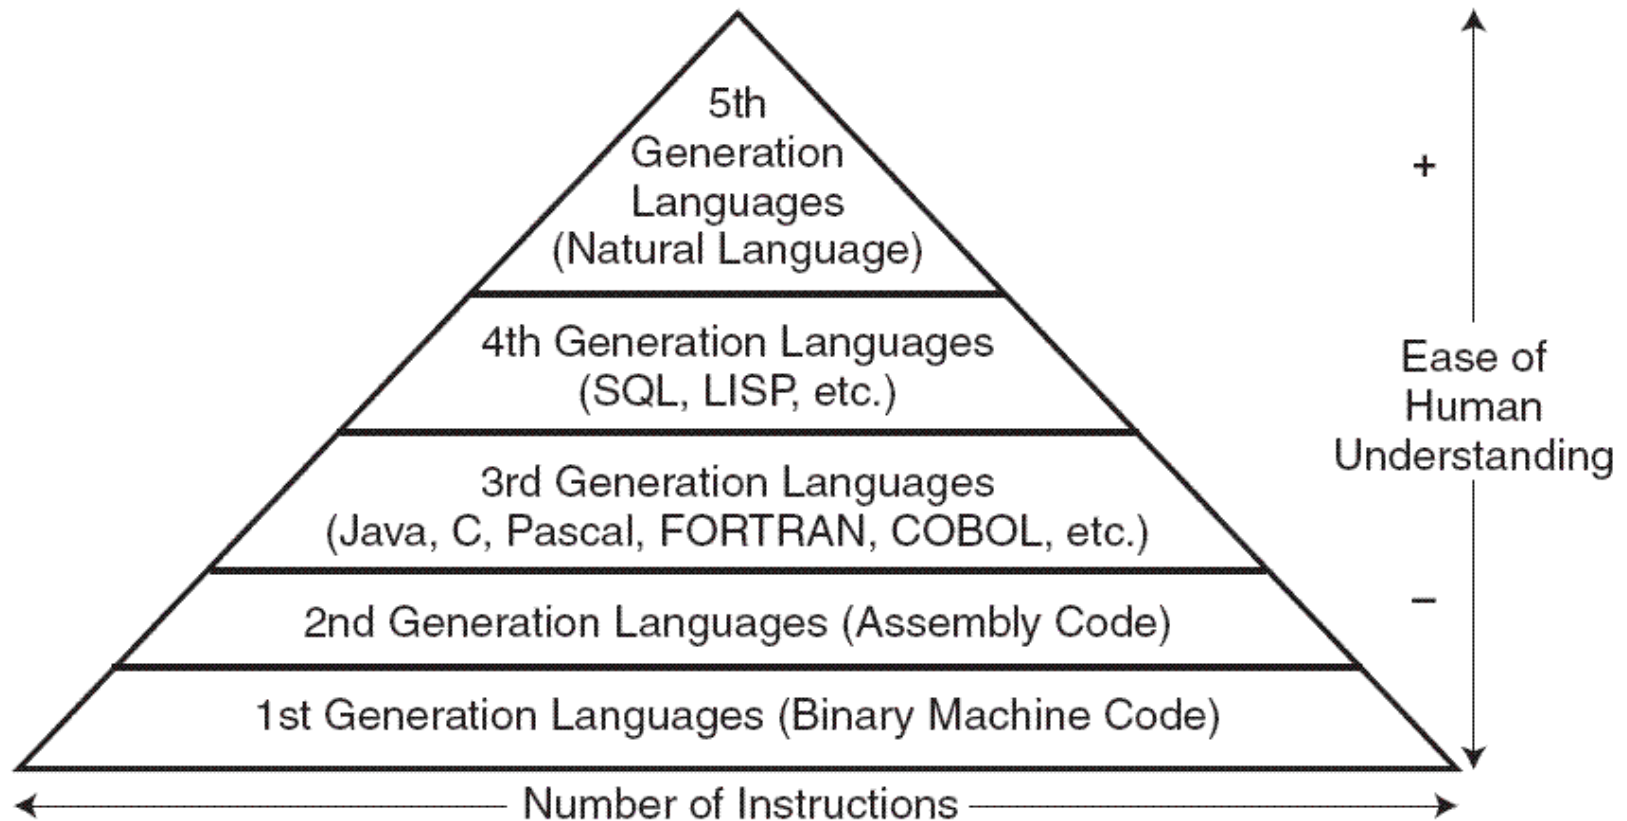 5th
Generation
Languages
(Natural Language)
4th Generation Languages
(SQL, LISP, etc.)
3rd Generation Languages
(Java, C, Pascal, FORTRAN, COBOL, etc.)
2nd Generation Languages (Assembly Code)
1st Generation Languages (Binary Machine Code)
Number of Instructions
+
Ease of
Human
Understanding
–